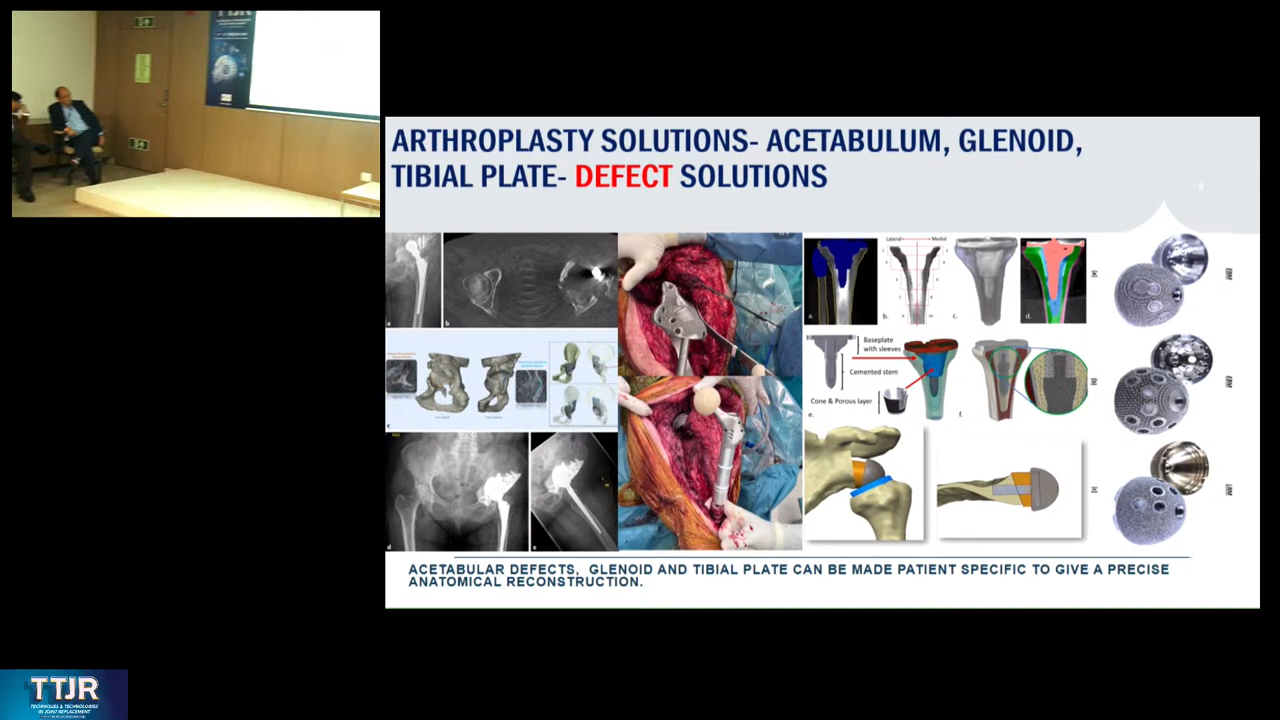 ARTHROPLASTY SOLUTIONS- ACETABULUM, GLENOID,
TIBIAL PLATE- DEFECT SOLUTIONS
Lateral
Medial
a.
b.
c.
d.
Baseplate
with sleeves
Cemented stem
Cone & Porous layer
e.
f.
a
b
c
d
e
ACETABULAR DEFECTS, GLENOID AND TIBIAL PLATE CAN BE MADE PATIENT SPECIFIC TO GIVE A PRECISE
ANATOMICAL RECONSTRUCTION.
TTJR
TECHNIQUES & TECHNOLOGIES
IN JOINT REPLACEMENT